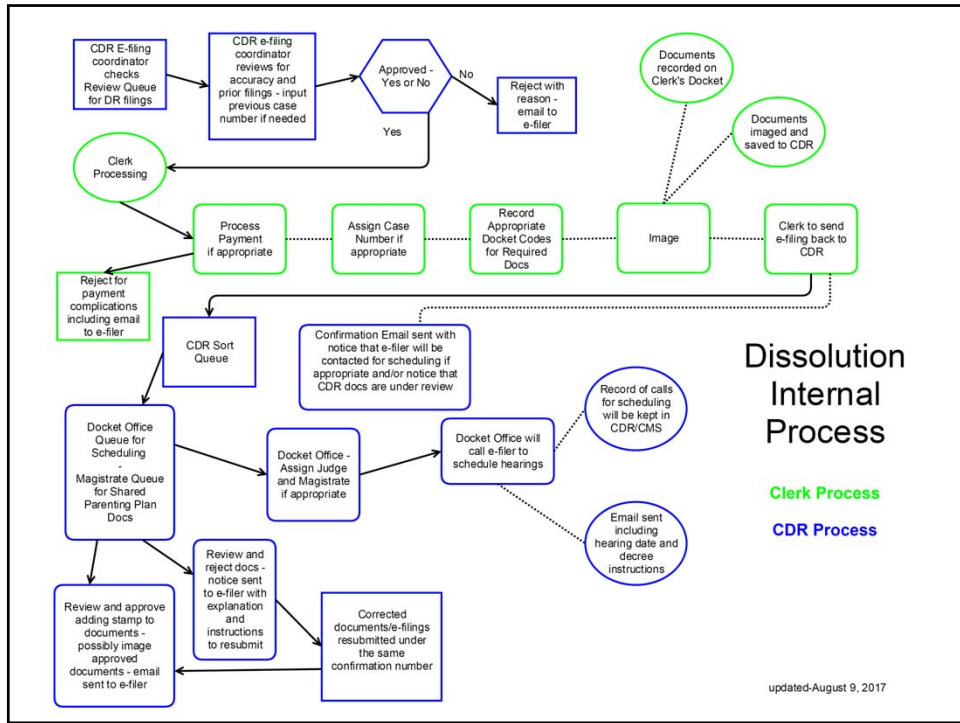 CDR E-filing
coordinator
checks
Review Queue
for DR filings
CDR e-filing
coordinator
reviews for
accuracy and
prior filings - input
previous case
number if needed
Approved -
Yes or No
No
Yes
Reject with
reason -
email to
e-filer
Documents
recorded on
Clerk's Docket
Documents
imaged and
saved to CDR
Clerk
Processing
Process
Payment
if appropriate
Assign Case
Number if
appropriate
Record
Appropriate
Docket Codes
for Required
Docs
Image
Clerk to send
e-filing back to
CDR
Reject for
payment
complications
including email
to e-filer
CDR Sort
Queue
Confirmation Email sent with
notice that e-filer will be
contacted for scheduling if
appropriate and/or notice that
CDR docs are under review
Dissolution
Internal
Process
Clerk Process
CDR Process
Docket Office
Queue for
Scheduling
-
Magistrate Queue
for Shared
Parenting Plan
Docs
Docket Office -
Assign Judge
and Magistrate
if appropriate
Docket Office will
call e-filer to
schedule hearings
Record of calls
for scheduling
will be kept in
CDR/CMS
Email sent
including
hearing date and
decree
instructions
Review and
reject docs -
notice sent
to e-filer with
explanation
and
instructions
to resubmit
Review and approve
adding stamp to
documents -
possibly image
approved
documents - email
sent to e-filer
Corrected
documents/e-filings
resubmitted under
the same
confirmation number
updated-August 9, 2017